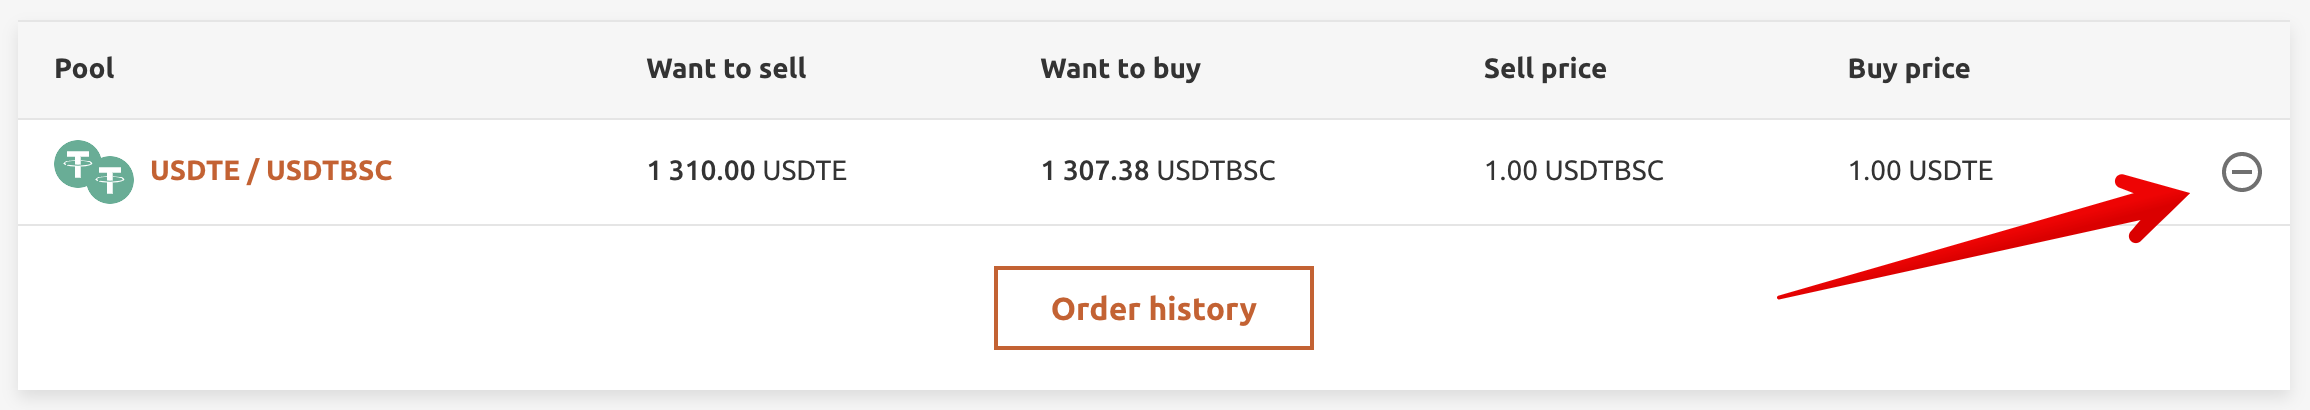 Pool Want to sell Want to buy Sell price Buy price
USDTE / USDTBSC 1 310.00 USDTE 1 307.38 USDTBSC 1.00 USDTBSC 1.00 USDTE
Order history